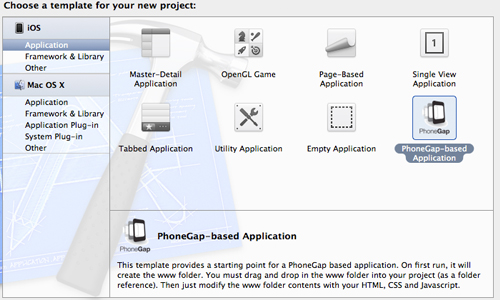 Choose a template for your new project:
iOS
Application
Framework & Library
Other
Mac OS X
Application
Framework & Library
Application Plug-in
System Plug-in
Other
Master-Detail
Application
OpenGL Game
Page-Based
Application
1
Single View
Application
Tabbed Application
Utility Application
Empty Application
PhoneGap
PhoneGap-based
Application
PhoneGap
PhoneGap-based Application
This template provides a starting point for a PhoneGap based application. On first run, it will
create the www folder. You must drag and drop in the www folder into your project (as a folder
reference). Then just modify the www folder contents with your HTML, CSS and Javascript.